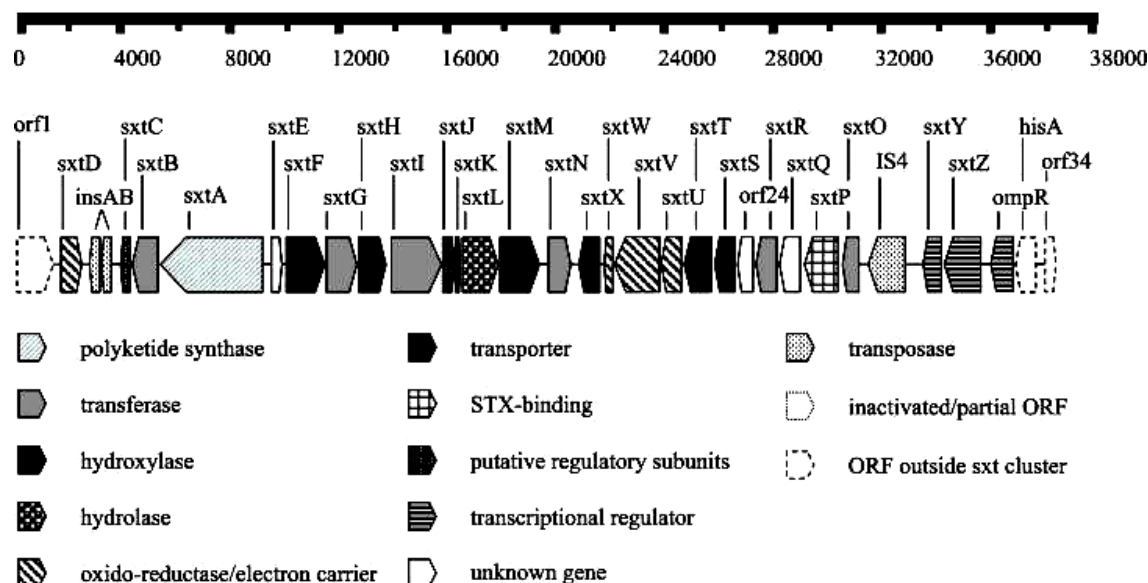 0 4000 8000 12000 16000 20000 24000 28000 32000 36000 38000
orf1 sxtC sxtE sxtH sxtJ sxtM sxtW sxtT sxtR sxtO sxtY hisA
sxtD sxtB sxtF sxtI sxtK sxtN sxtV sxtS sxtQ IS4 sxtZ orf34
insAB sxtA sxtG sxtL sxtX sxtU orf24 sxtP ompR
polyketide synthase transporter transposase
transferase STX-binding inactivated/partial ORF
hydroxylase putative regulatory subunits ORF outside sxt cluster
hydrolase transcriptional regulator
oxido-reductase/electron carrier unknown gene